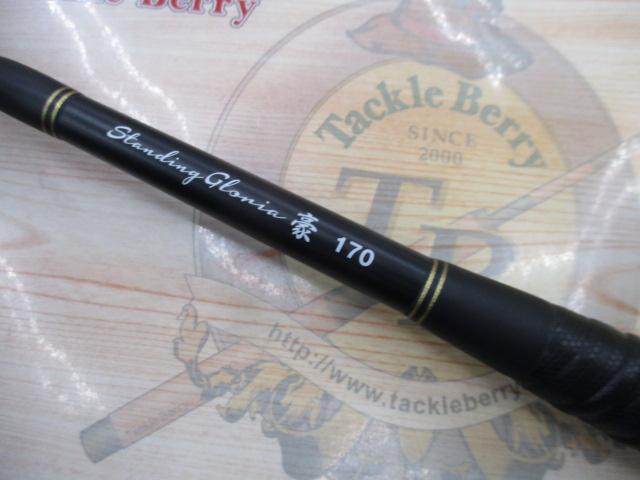 Berry
Tackle Berry
SINCE
2000
TB
Standing Gloria 豪 170
http://www.tackleberry